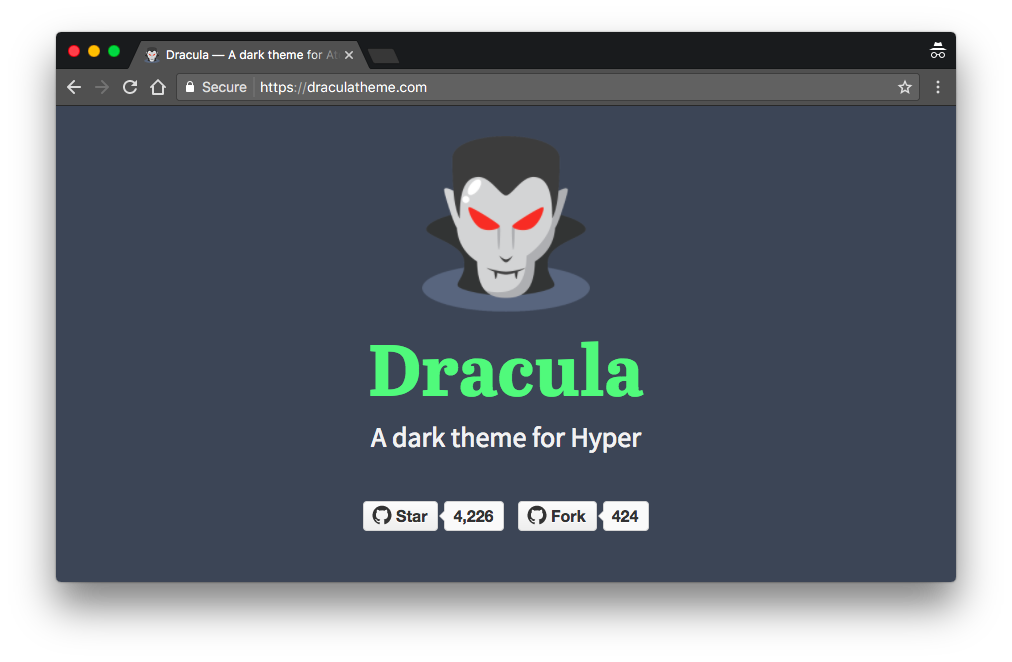 Dracula — A dark theme for At
Secure https://draculatheme.com
Dracula
A dark theme for Hyper
Star 4,226 Fork 424